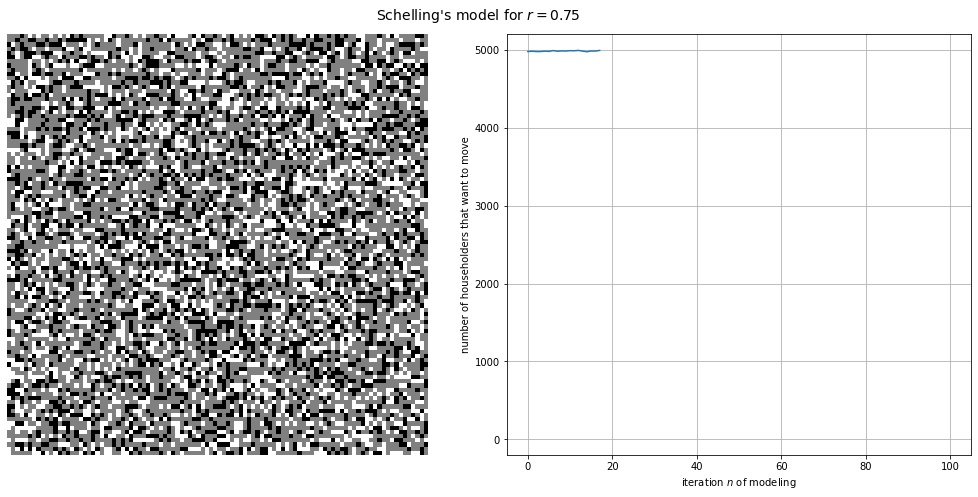 Schelling's model for r = 0.75
number of householders that want to move
5000
4000
3000
2000
1000
0
0 20 40 60 80 100
iteration n of modeling